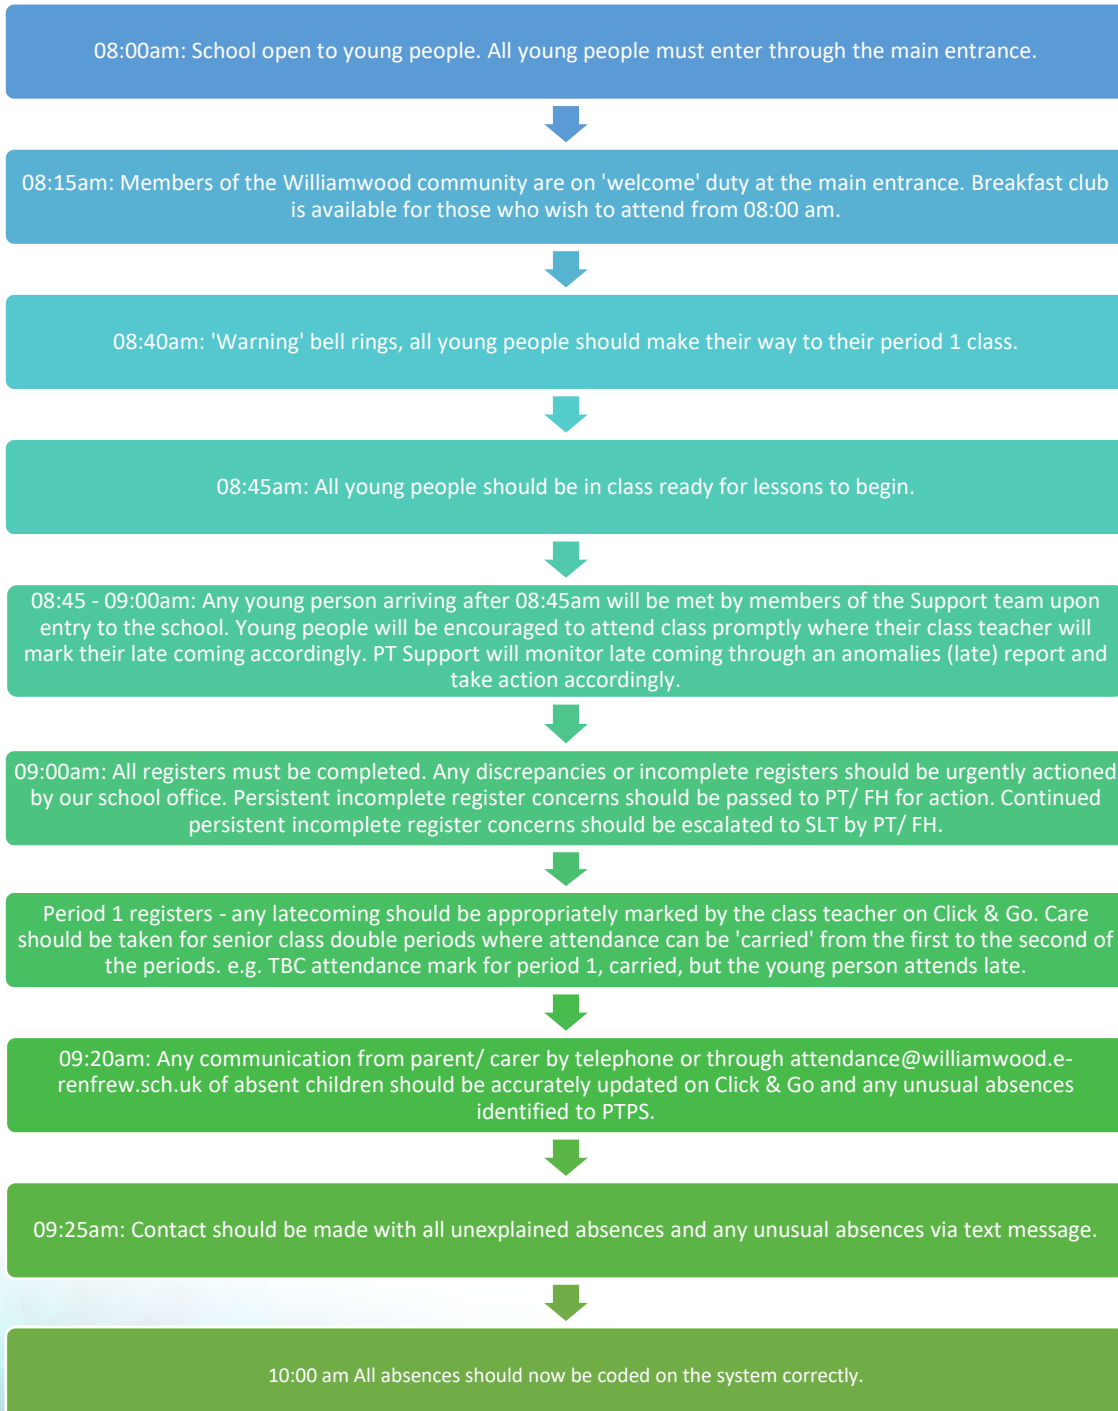 08:00am: School open to young people. All young people must enter through the main entrance.
08:15am: Members of the Williamwood community are on 'welcome' duty at the main entrance. Breakfast club
is available for those who wish to attend from 08:00 am.
08:40am: 'Warning' bell rings, all young people should make their way to their period 1 class.
08:45am: All young people should be in class ready for lessons to begin.
08:45 - 09:00am: Any young person arriving after 08:45am will be met by members of the Support team upon
entry to the school. Young people will be encouraged to attend class promptly where their class teacher will
mark their late coming accordingly. PT Support will monitor late coming through an anomalies (late) report and
take action accordingly.
09:00am: All registers must be completed. Any discrepancies or incomplete registers should be urgently actioned
by our school office. Persistent incomplete register concerns should be passed to PT/ FH for action. Continued
persistent incomplete register concerns should be escalated to SLT by PT/ FH.
Period 1 registers - any latecoming should be appropriately marked by the class teacher on Click & Go. Care
should be taken for senior class double periods where attendance can be 'carried' from the first to the second of
the periods. e.g. TBC attendance mark for period 1, carried, but the young person attends late.
09:20am: Any communication from parent/ carer by telephone or through attendance@williamwood.e-
renfrew.sch.uk of absent children should be accurately updated on Click & Go and any unusual absences
identified to PTPS.
09:25am: Contact should be made with all unexplained absences and any unusual absences via text message.
10:00 am All absences should now be coded on the system correctly.